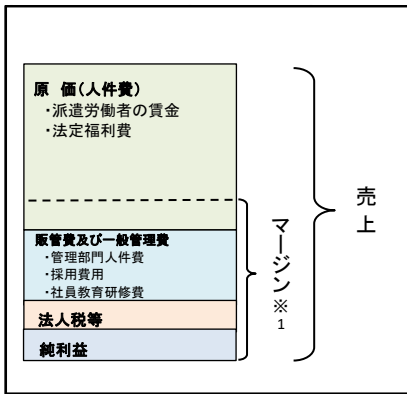 原　価（人件費）
・派遣労働者の賃金
・法定福利費
販管費及び一般管理費
・管理部門人件費
・採用費用
・社員教育研修費
法人税等
純利益
マージン※1
売上